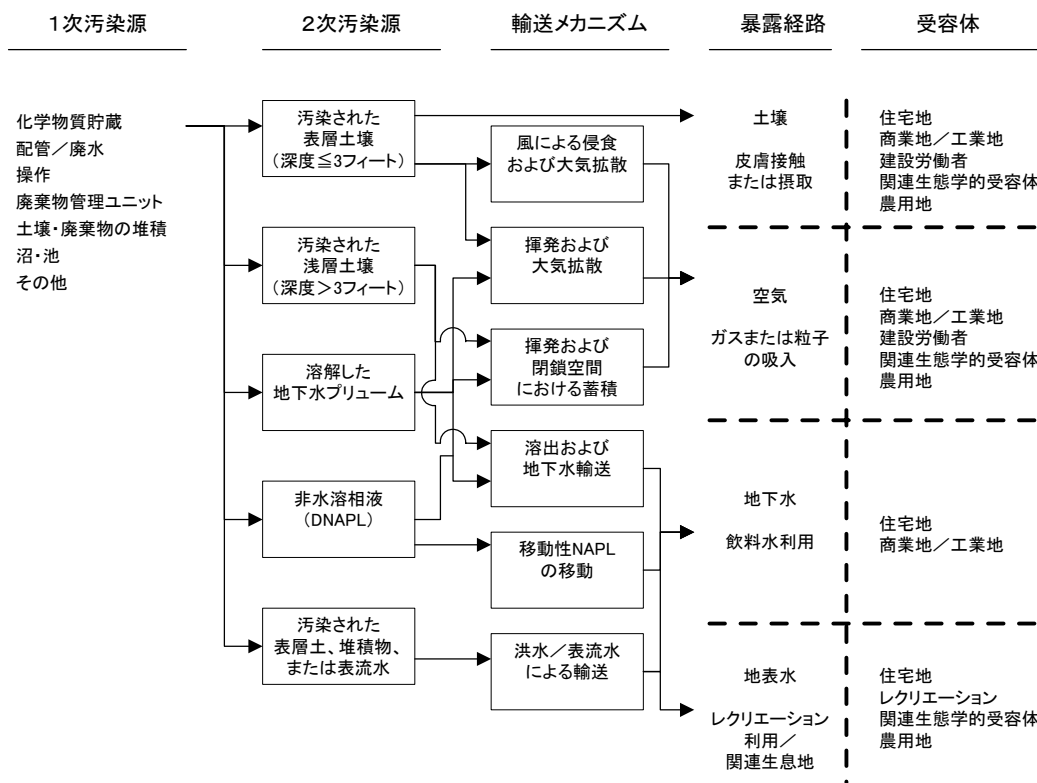 1次汚染源
2次汚染源
輸送メカニズム
暴露経路
受容体
化学物質貯蔵
配管／廃水
操作
廃棄物管理ユニット
土壌・廃棄物の堆積
沼・池
その他
汚染された
表層土壌
（深度≦3フィート）
汚染された
浅層土壌
（深度＞3フィート）
溶解した
地下水プリューム
非水溶相液
（DNAPL）
汚染された
表層土、堆積物、
または表流水
風による侵食
および大気拡散
揮発および
大気拡散
揮発および
閉鎖空間
における蓄積
溶出および
地下水輸送
移動性NAPL
の移動
洪水／表流水
による輸送
土壌
皮膚接触
または摂取
空気
ガスまたは粒子
の吸入
地下水
飲料水利用
地表水
レクリエーション
利用／
関連生息地
住宅地
商業地／工業地
建設労働者
関連生態学的受容体
農用地
住宅地
商業地／工業地
建設労働者
関連生態学的受容体
農用地
住宅地
商業地／工業地
住宅地
レクリエーション
関連生態学的受容体
農用地